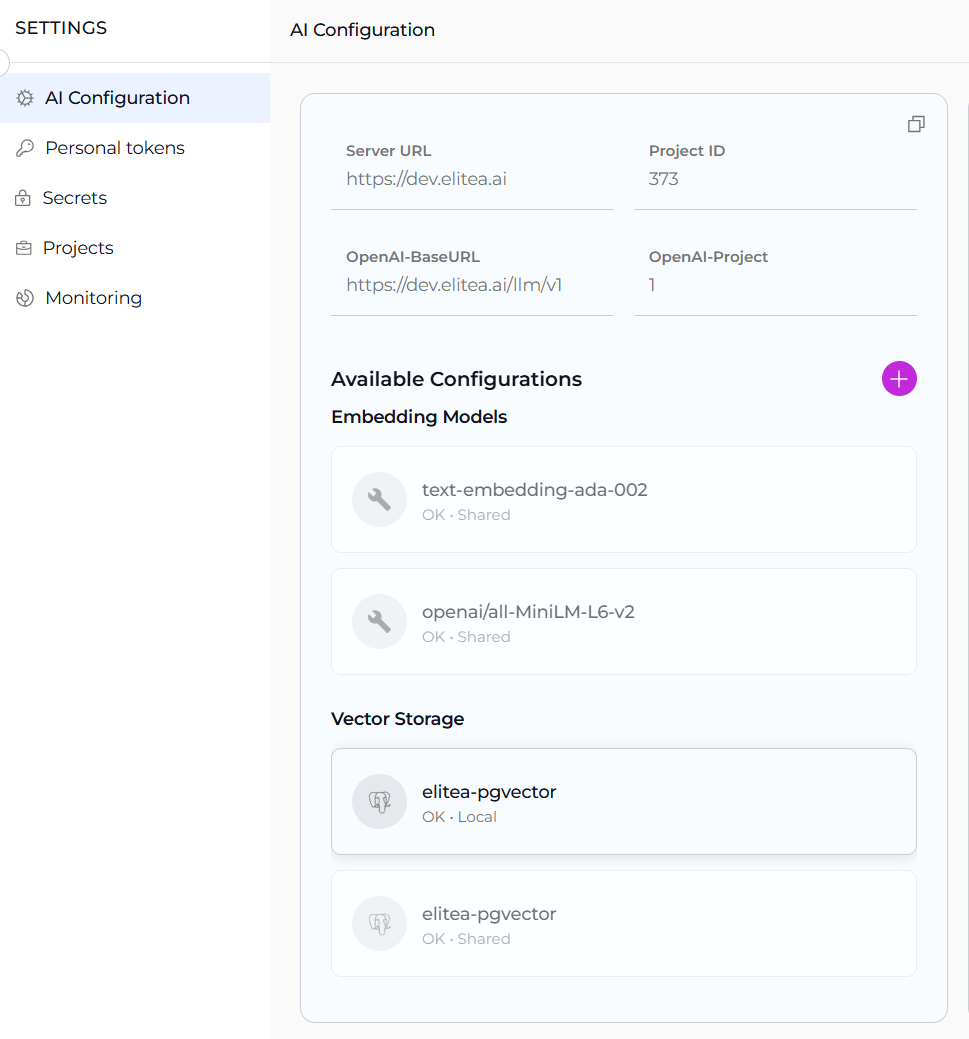 SETTINGS
AI Configuration
Personal tokens
Secrets
Projects
Monitoring
AI Configuration
Server URL
https://dev.elitea.ai
Project ID
373
OpenAI-BaseURL
https://dev.elitea.ai/llm/v1
OpenAI-Project
1
Available Configurations
Embedding Models
text-embedding-ada-002
OK • Shared
openai/all-MiniLM-L6-v2
OK • Shared
Vector Storage
elitea-pgvector
OK • Local
elitea-pgvector
OK • Shared